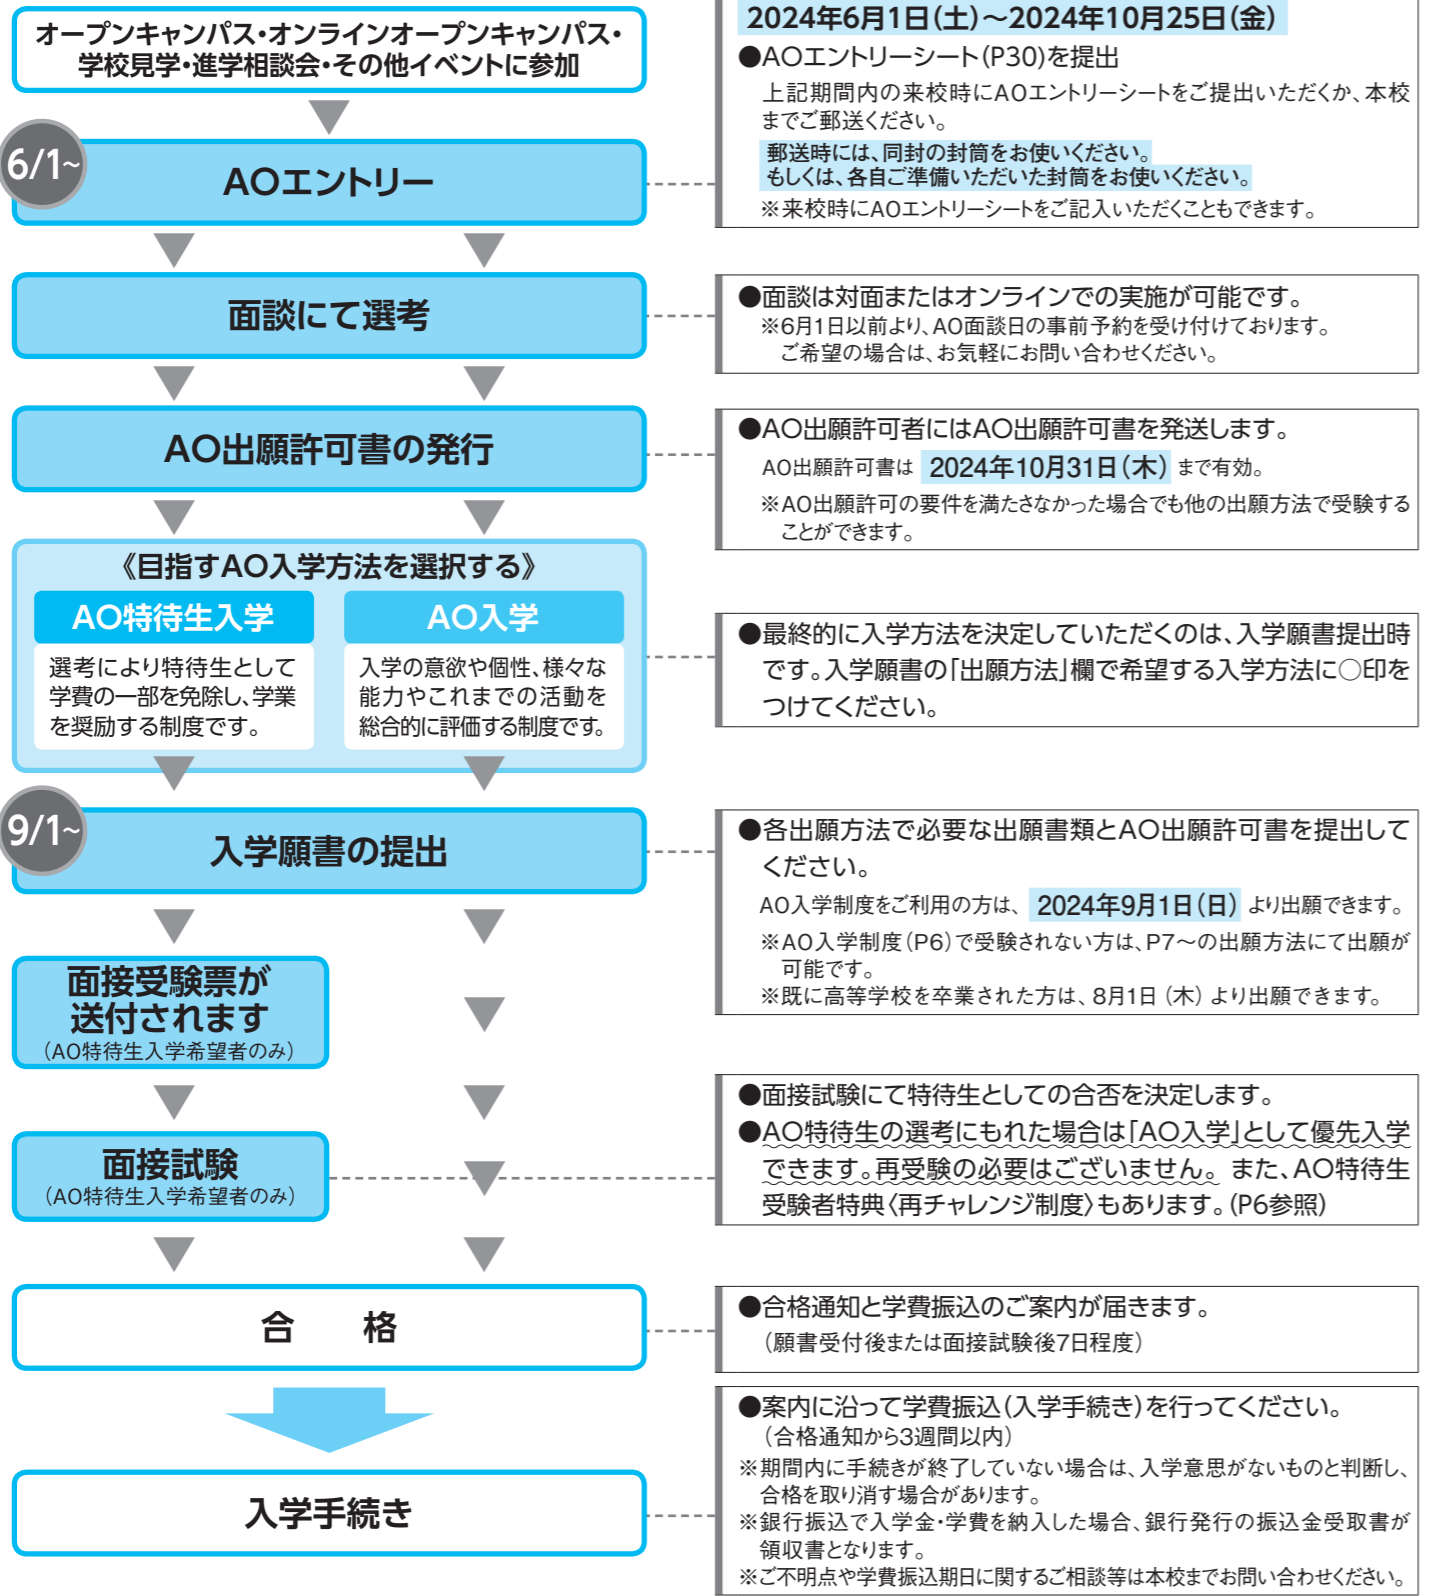 オープンキャンパス・オンラインオープンキャンパス・
学校見学・進学相談会・その他イベントに参加
2024年6月1日(土)～2024年10月25日(金)
●AOエントリーシート(P30)を提出
上記期間内の来校時にAOエントリーシートをご提出いただくか、本校
までご郵送ください。
郵送時には、同封の封筒をお使いください。
もしくは、各自ご準備いただいた封筒をお使いください。
※来校時にAOエントリーシートをご記入いただくこともできます。
6/1~
AOエントリー
面談にて選考
●面談は対面またはオンラインでの実施が可能です。
※6月1日以前より、AO面談日の事前予約を受け付けております。
ご希望の場合は、お気軽にお問い合わせください。
AO出願許可書の発行
●AO出願許可者にはAO出願許可書を発送します。
AO出願許可書は 2024年10月31日(木) まで有効。
※AO出願許可の要件を満たさなかった場合でも他の出願方法で受験する
ことができます。
《目指すAO入学方法を選択する》
AO特待生入学
選考により特待生として
学費の一部を免除し、学業
を奨励する制度です。
AO入学
入学の意欲や個性、様々な
能力やこれまでの活動を
総合的に評価する制度です。
●最終的に入学方法を決定していただくのは、入学願書提出時
です。入学願書の「出願方法」欄で希望する入学方法に○印を
つけてください。
9/1~
入学願書の提出
●各出願方法で必要な出願書類とAO出願許可書を提出して
ください。
AO入学制度をご利用の方は、 2024年9月1日(日) より出願できます。
※AO入学制度(P6)で受験されない方は、P7～の出願方法にて出願が
可能です。
※既に高等学校を卒業された方は、8月1日(木)より出願できます。
面接受験票が
送付されます
(AO特待生入学希望者のみ)
面接試験
(AO特待生入学希望者のみ)
●面接試験にて特待生としての合否を決定します。
●AO特待生の選考にもれた場合は「AO入学」として優先入学
できます。再受験の必要はございません。また、AO特待生
受験者特典〈再チャレンジ制度〉もあります。(P6参照)
合 格
●合格通知と学費振込のご案内が届きます。
(願書受付後または面接試験後7日程度)
入学手続き
●案内に沿って学費振込(入学手続き)を行ってください。
(合格通知から3週間以内)
※期間内に手続きが終了していない場合は、入学意思がないものと判断し、
合格を取り消す場合があります。
※銀行振込で入学金・学費を納入した場合、銀行発行の振込金受取書が
領収書となります。
※ご不明点や学費振込期日に関するご相談等は本校までお問い合わせください。